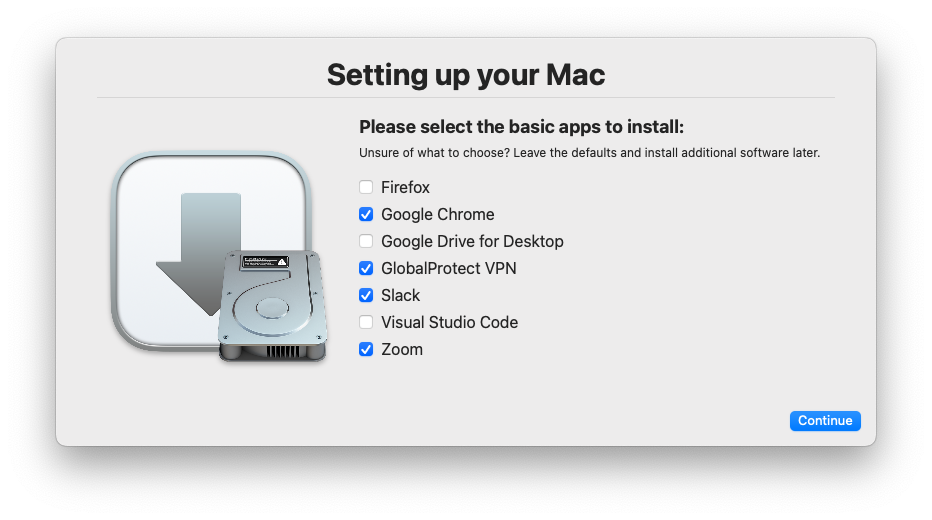 Setting up your Mac
Please select the basic apps to install:
Unsure of what to choose? Leave the defaults and install additional software later.
Firefox
Google Chrome
Google Drive for Desktop
GlobalProtect VPN
Slack
Visual Studio Code
Zoom
Continue